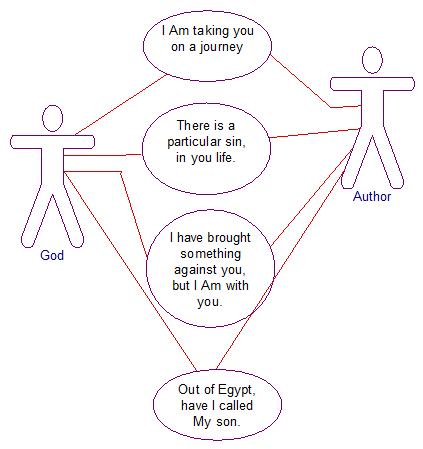 I Am taking you
on a journey
There is a
particular sin,
in you life.
Author
God
I have brought
something
against you,
but I Am with
you.
Out of Egypt,
have I called
My son.